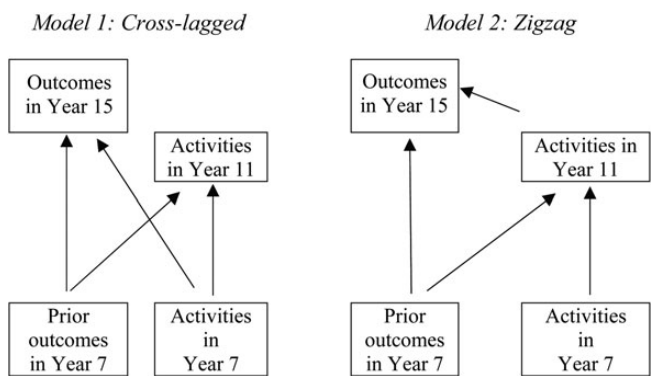 Model 1: Cross-lagged
Outcomes
in Year 15
Activities
in Year 11
Prior
outcomes
in Year 7
Activities
in
Year 7
Model 2: Zigzag
Outcomes
in Year 15
Activities in
Year 11
Prior
outcomes
in Year 7
Activities
in
Year 7